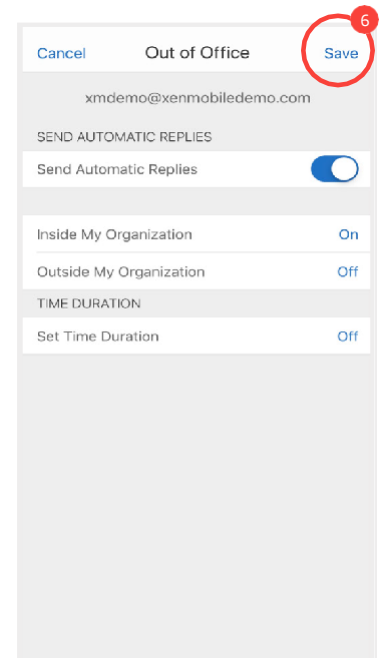 6
Cancel Out of Office Save
xmdemo@xenmobiledemo.com
SEND AUTOMATIC REPLIES
Send Automatic Replies
Inside My Organization On
Outside My Organization Off
TIME DURATION
Set Time Duration Off